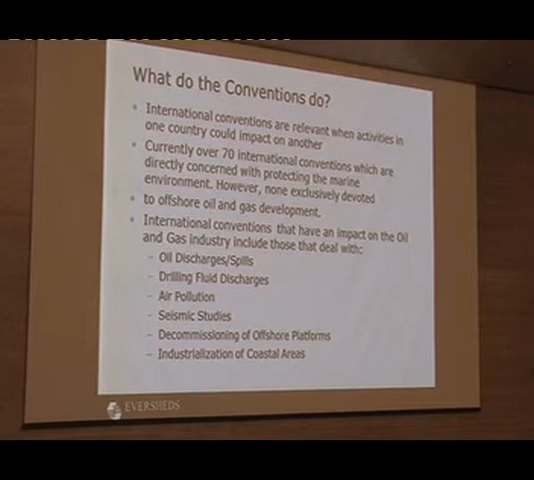 What do the Conventions do?
International conventions are relevant when activities in
one country could impact on another
Currently over 70 international conventions which are
directly concerned with protecting the marine
environment. However, none exclusively devoted
to offshore oil and gas development.
International conventions that have an impact on the Oil
and Gas industry include those that deal with:
– Oil Discharges/Spills
– Drilling Fluid Discharges
– Air Pollution
– Seismic Studies
– Decommissioning of Offshore Platforms
– Industrialization of Coastal Areas
EVERSHEDS